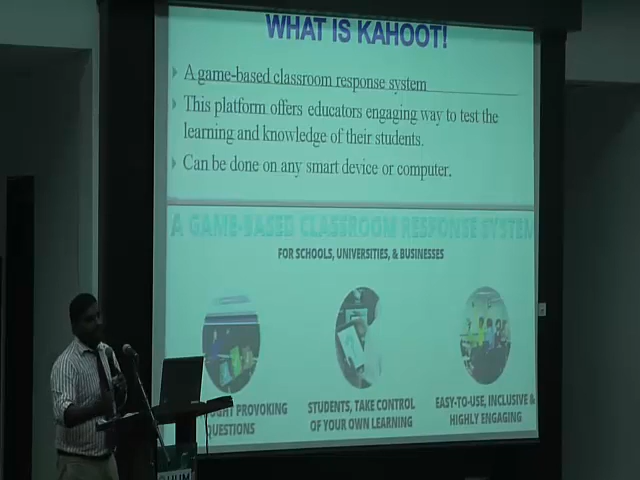 WHAT IS KAHOOT!
A game-based classroom response system
This platform offers educators engaging way to test the
learning and knowledge of their students.
Can be done on any smart device or computer.
A GAME-BASED CLASSROOM RESPONSE SYSTEM
FOR SCHOOLS, UNIVERSITIES, & BUSINESSES
PROVOKING
QUESTIONS
STUDENTS, TAKE CONTROL
OF YOUR OWN LEARNING
EASY-TO-USE, INCLUSIVE &
HIGHLY ENGAGING